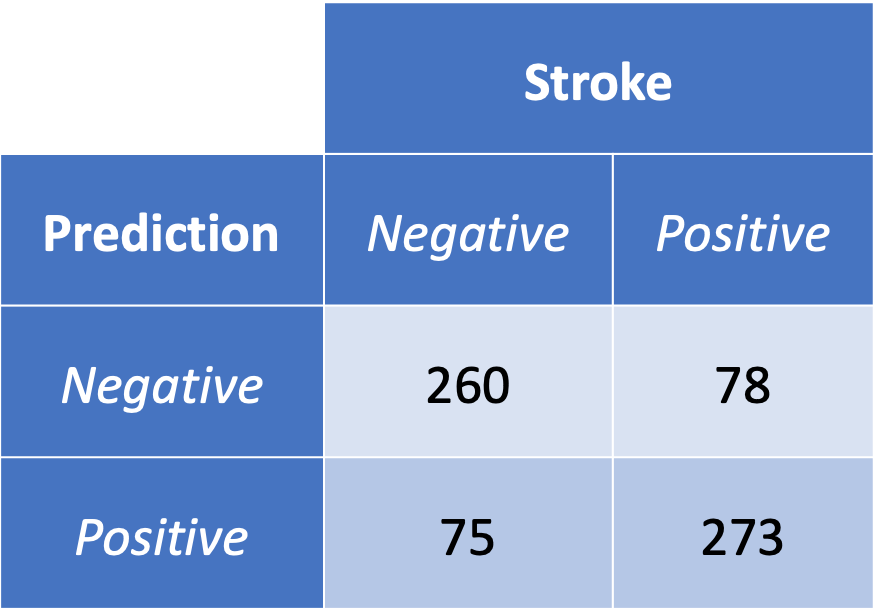 Stroke
Prediction Negative Positive
Negative 260 78
Positive 75 273